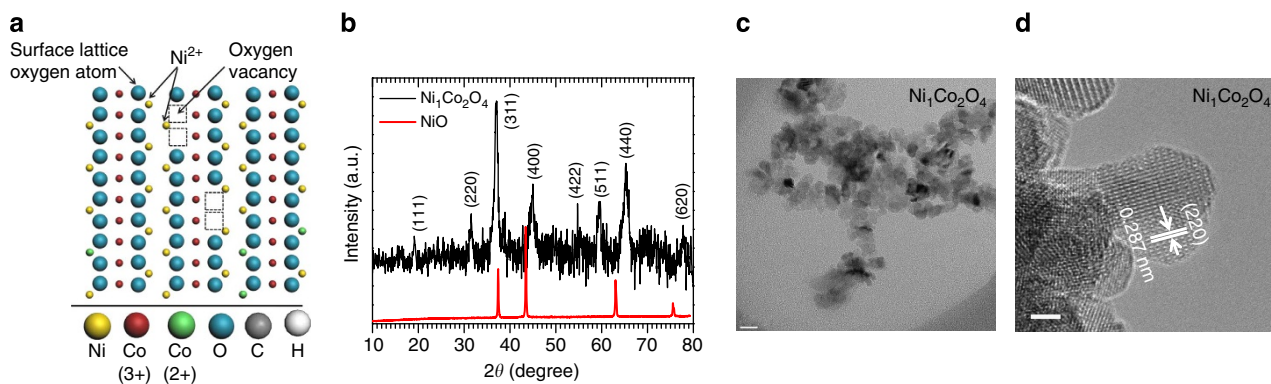 a
Surface lattice
oxygen atom
Ni²⁺
Oxygen
vacancy
Ni
Co
(3+)
Co
(2+)
O
C
H
b
Ni₁Co₂O₄
NiO
(111)
(220)
(311)
(400)
(422)
(511)
(440)
(620)
Intensity (a.u.)
10
20
30
40
50
60
70
80
2θ (degree)
c
Ni₁Co₂O₄
d
Ni₁Co₂O₄
(220)
0.287 nm